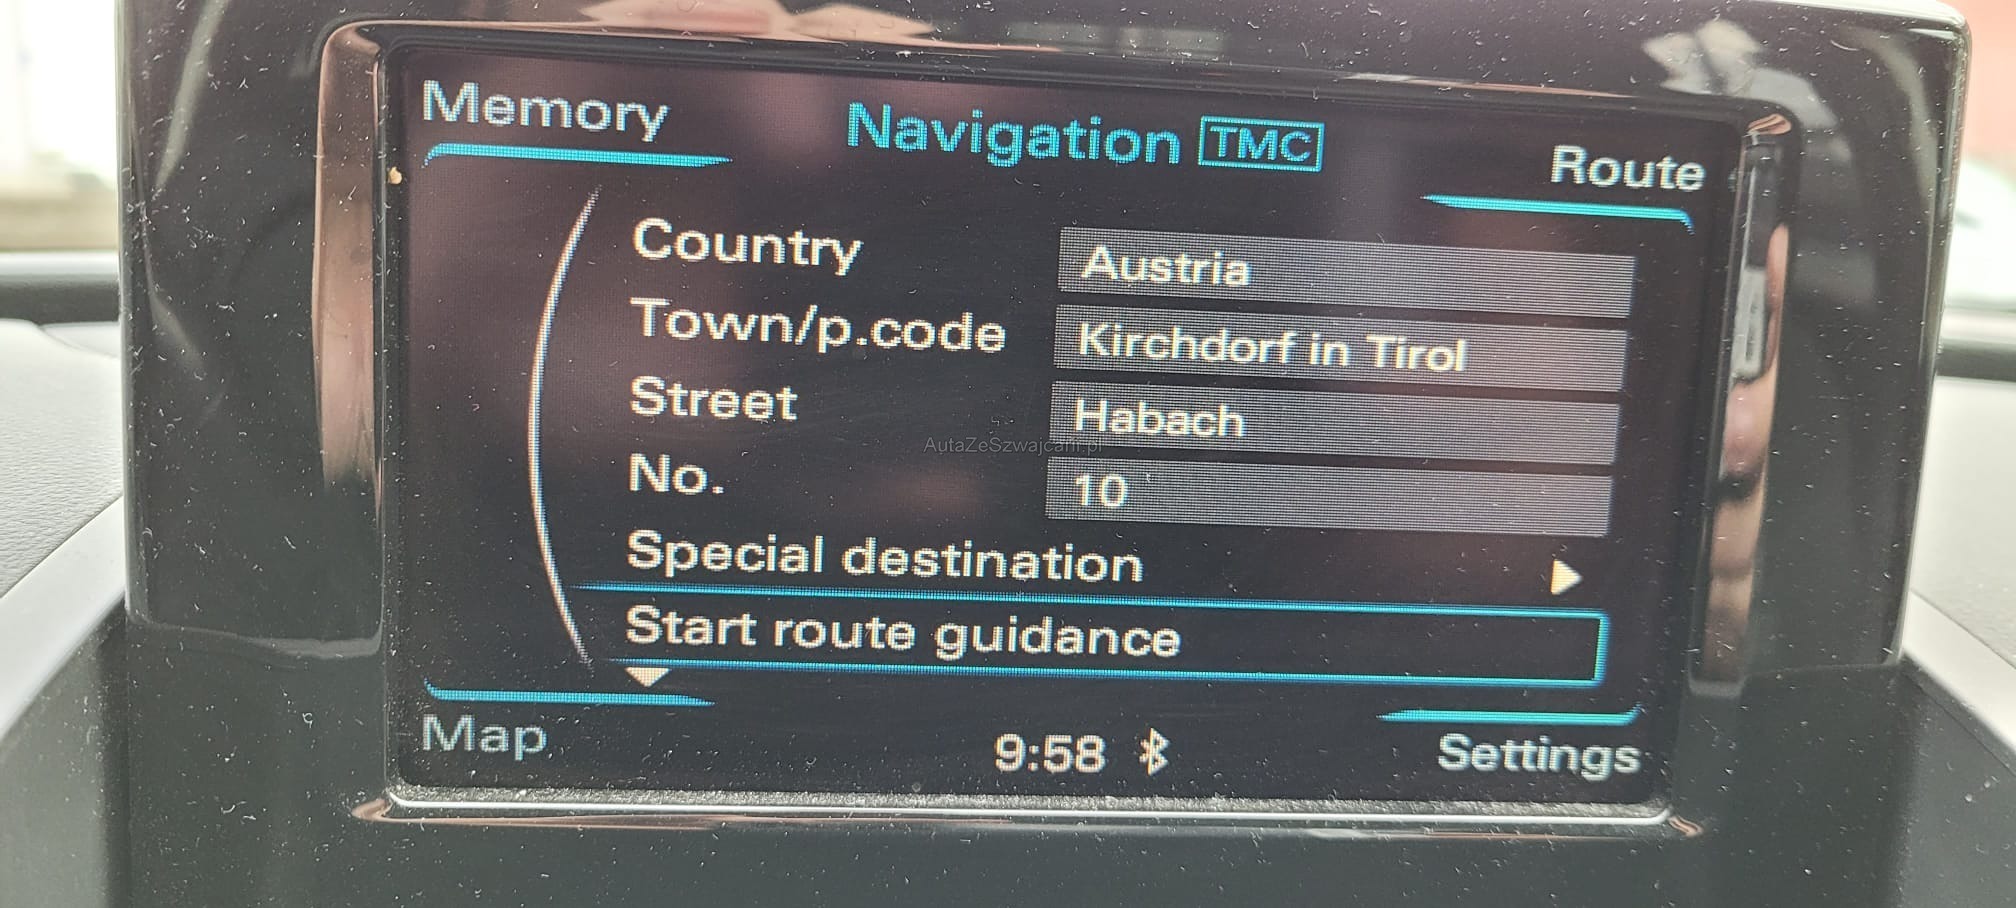 Memory
Navigation TMC
Route
Country Austria
Town/p.code Kirchdorf in Tirol
Street Habach
AutaZeSzwajcarii.pl
No. 10
Special destination
Start route guidance
Map
9:58
Settings